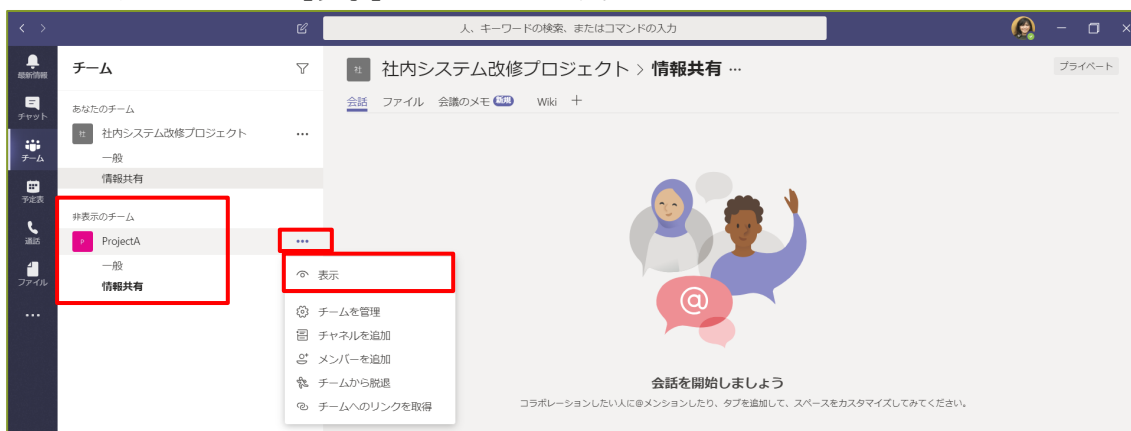 人、キーワードの検索、またはコマンドの入力
最新情報
チャット
チーム
予定表
通話
ファイル
チーム
あなたのチーム
社 社内システム改修プロジェクト
一般
情報共有
非表示のチーム
P ProjectA
一般
情報共有
表示
チームを管理
チャネルを追加
メンバーを追加
チームから脱退
チームへのリンクを取得
社 社内システム改修プロジェクト > 情報共有 ...
プライベート
会話 ファイル 会議のメモ 新規 Wiki +
@
会話を開始しましょう
コラボレーションしたい人に@メンションしたり、タブを追加して、スペースをカスタマイズしてみてください。